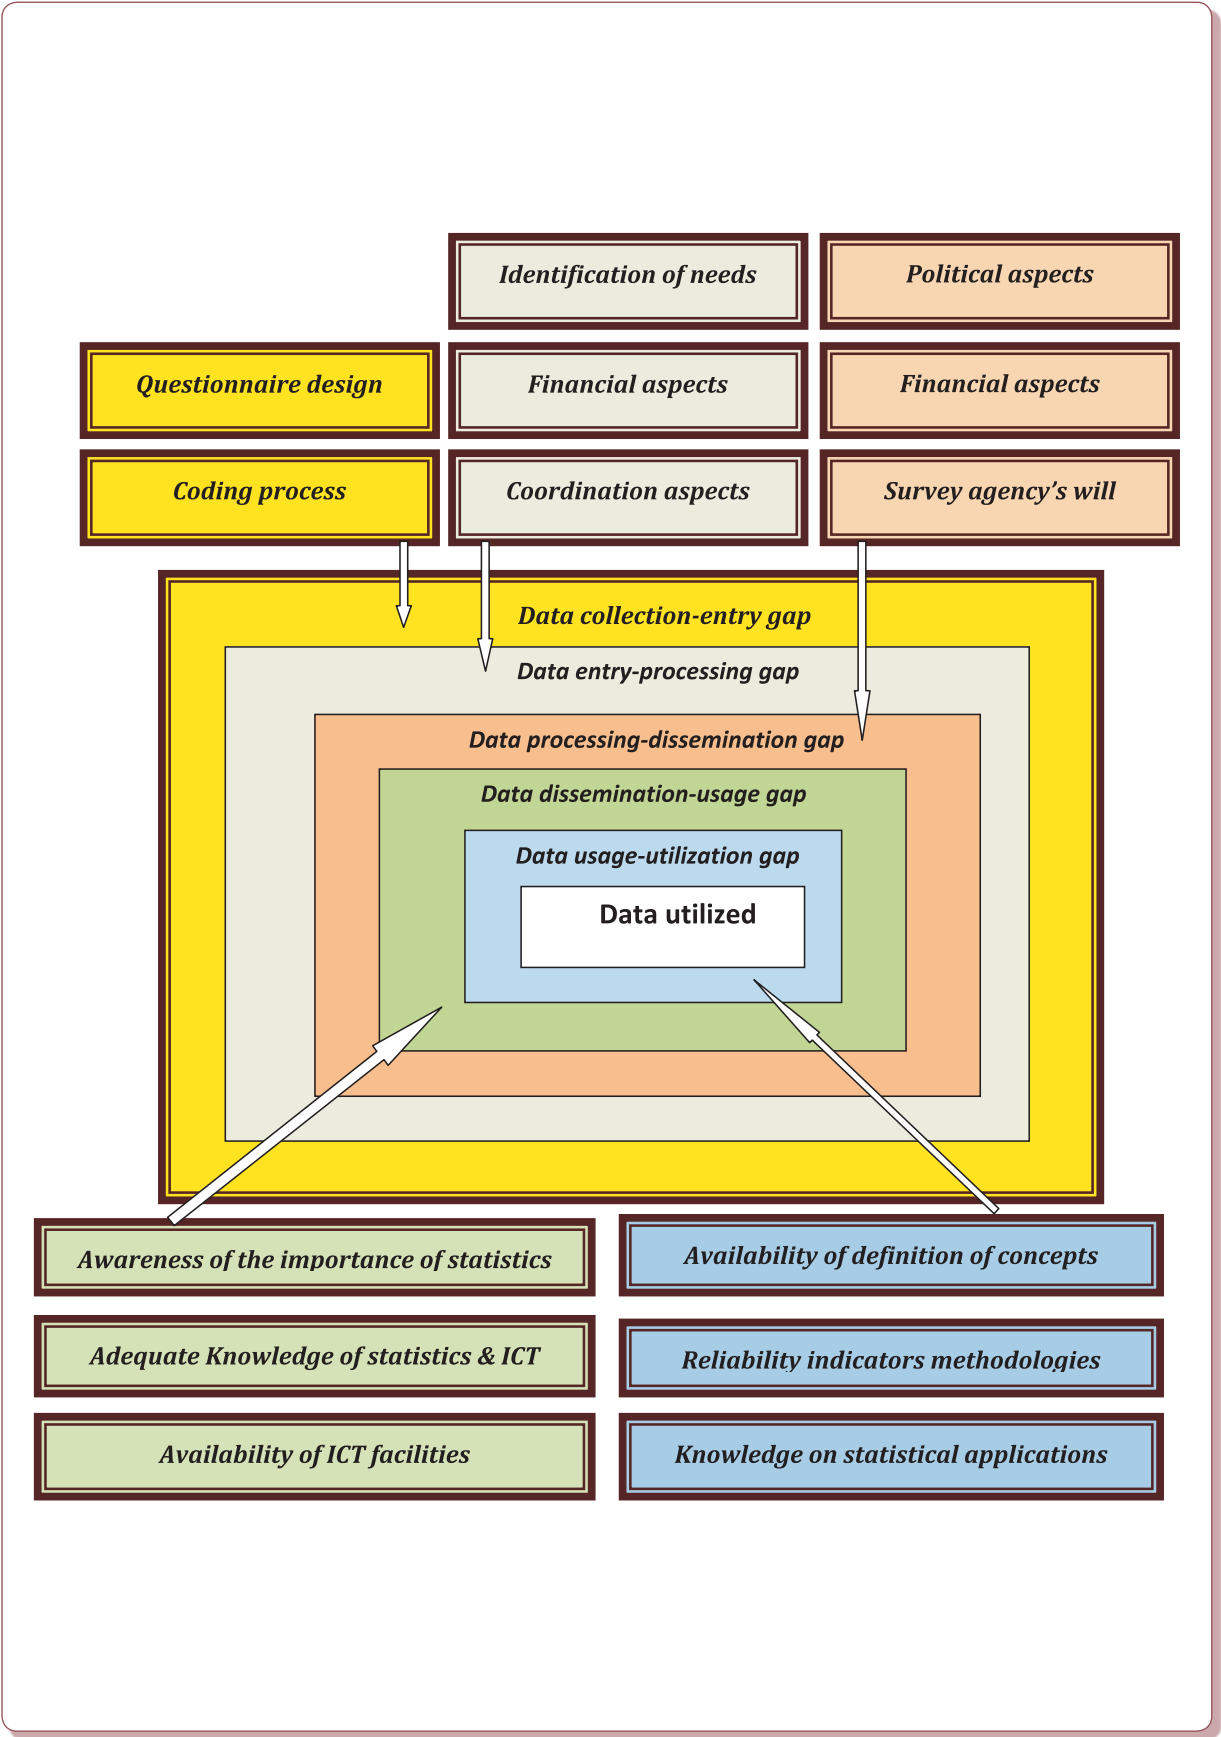 Identification of needs
Political aspects
Questionnaire design
Financial aspects
Financial aspects
Coding process
Coordination aspects
Survey agency’s will
Data collection-entry gap
Data entry-processing gap
Data processing-dissemination gap
Data dissemination-usage gap
Data usage-utilization gap
Data utilized
Awareness of the importance of statistics
Availability of definition of concepts
Adequate Knowledge of statistics & ICT
Reliability indicators methodologies
Availability of ICT facilities
Knowledge on statistical applications